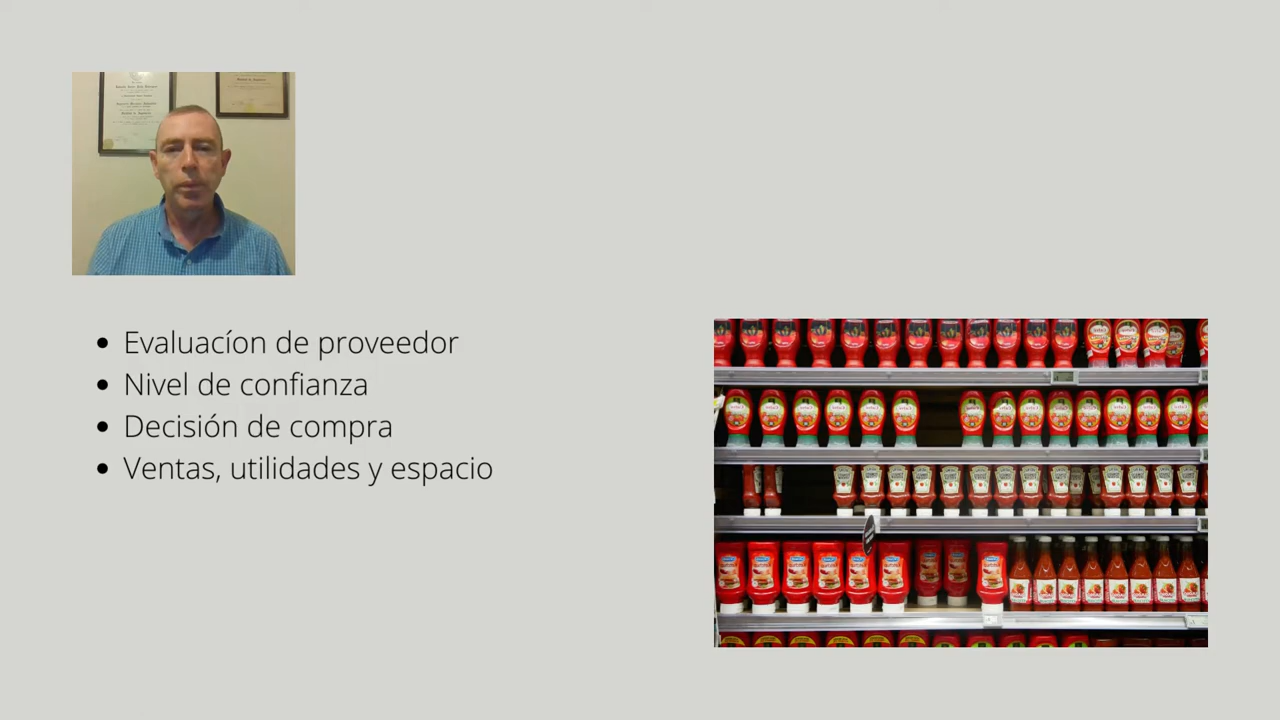 Evaluacíon de proveedor
Nivel de confianza
Decisión de compra
Ventas, utilidades y espacio